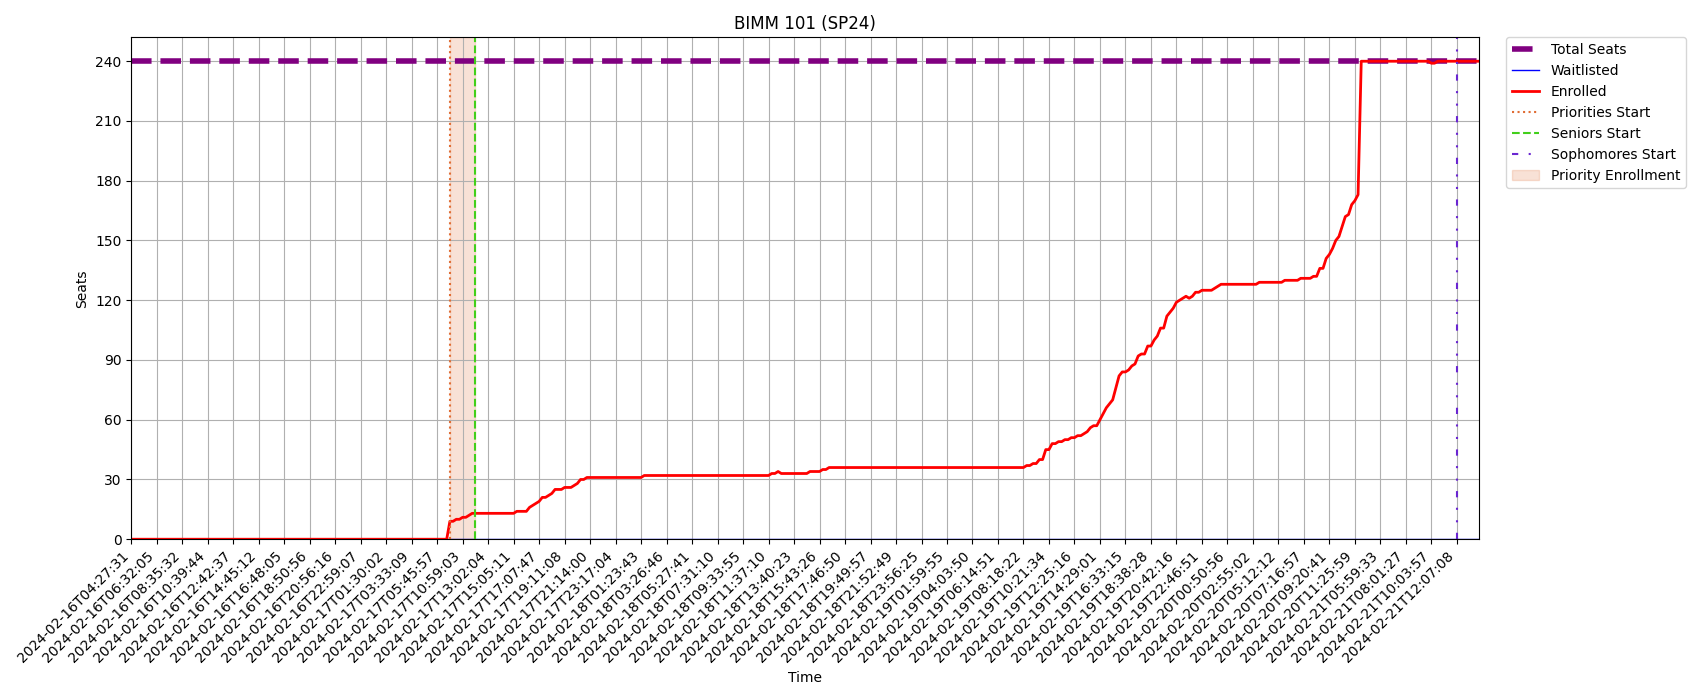 BIMM 101 (SP24)
Total Seats
Waitlisted
Enrolled
Priorities Start
Seniors Start
Sophomores Start
Priority Enrollment
Seats
240
210
180
150
120
90
60
30
0
2024-02-16T04:27:31
2024-02-16T06:32:05
2024-02-16T08:35:32
2024-02-16T10:39:44
2024-02-16T12:42:37
2024-02-16T14:45:12
2024-02-16T16:48:05
2024-02-16T18:50:56
2024-02-16T20:56:16
2024-02-16T22:59:07
2024-02-17T01:30:02
2024-02-17T03:33:09
2024-02-17T05:45:57
2024-02-17T10:59:03
2024-02-17T13:02:04
2024-02-17T15:05:11
2024-02-17T17:07:47
2024-02-17T19:11:08
2024-02-17T21:14:00
2024-02-17T23:17:04
2024-02-18T01:23:43
2024-02-18T03:26:46
2024-02-18T05:27:41
2024-02-18T07:31:10
2024-02-18T09:33:55
2024-02-18T11:37:10
2024-02-18T13:40:23
2024-02-18T15:43:26
2024-02-18T17:46:50
2024-02-18T19:49:57
2024-02-18T21:52:49
2024-02-18T23:56:25
2024-02-19T01:59:55
2024-02-19T04:03:50
2024-02-19T06:14:51
2024-02-19T08:18:22
2024-02-19T10:21:34
2024-02-19T12:25:16
2024-02-19T14:29:01
2024-02-19T16:33:15
2024-02-19T18:38:28
2024-02-19T20:42:16
2024-02-19T22:46:51
2024-02-20T00:50:56
2024-02-20T02:55:02
2024-02-20T05:12:12
2024-02-20T07:16:57
2024-02-20T09:20:41
2024-02-20T11:25:59
2024-02-21T05:59:33
2024-02-21T08:01:27
2024-02-21T10:03:57
2024-02-21T12:07:08
Time